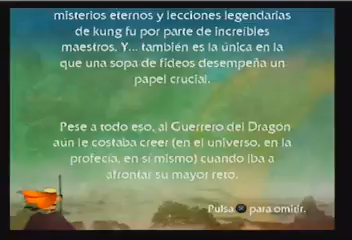 misterios eternos y lecciones legendarias
de kung fu por parte de increíbles
maestros. Y... también es la única en la
que una sopa de fideos desempeña un
papel crucial.
Pese a todo eso, al Guerrero del Dragón
aún le costaba creer (en el universo, en la
profecía, en sí mismo) cuando iba a
afrontar su mayor reto.
Pulsa para omitir.